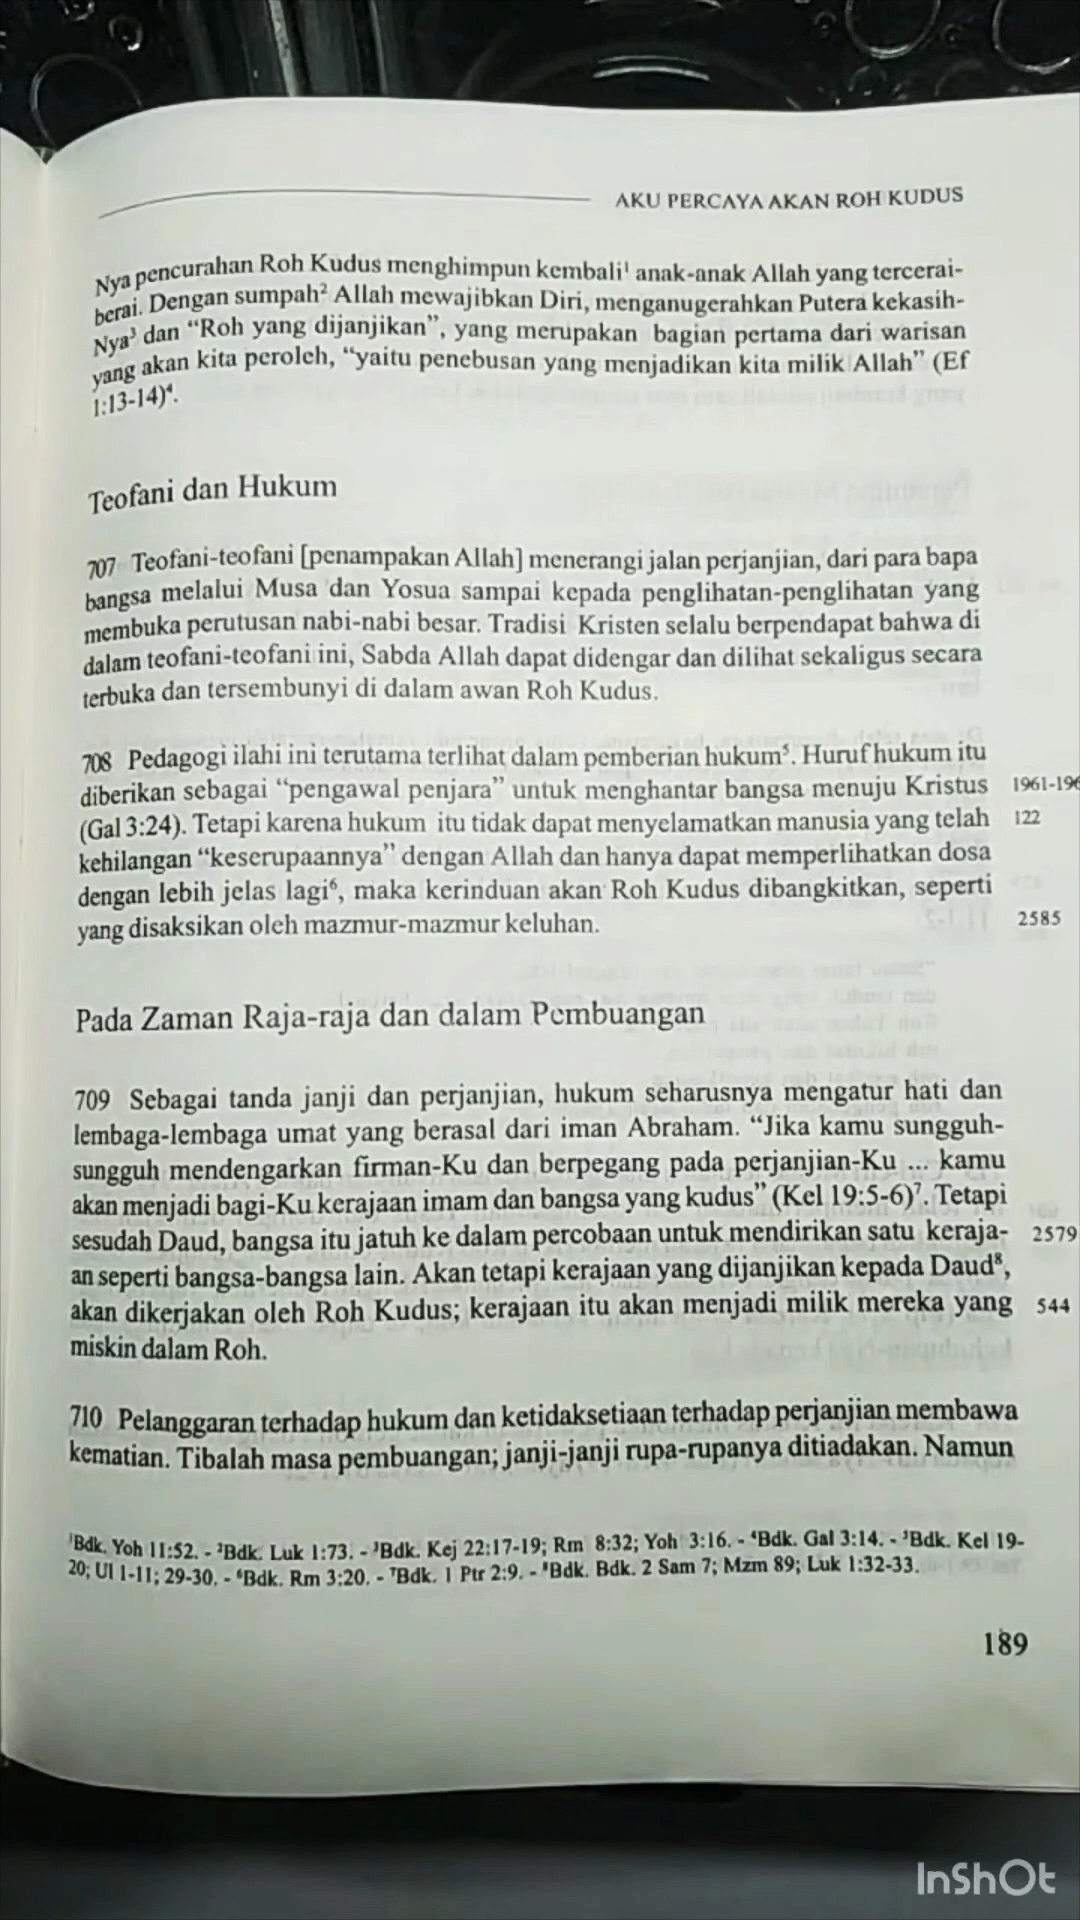 AKU PERCAYA AKAN ROH KUDUS
Nya pencurahan Roh Kudus menghimpun kembali¹ anak-anak Allah yang tercerai-
berai. Dengan sumpah² Allah mewajibkan Diri, menganugerahkan Putera kekasih-
Nya³ dan “Roh yang dijanjikan”, yang merupakan bagian pertama dari warisan
yang akan kita peroleh, “yaitu penebusan yang menjadikan kita milik Allah” (Ef
1:13-14)⁴.
Teofani dan Hukum
707 Teofani-teofani [penampakan Allah] menerangi jalan perjanjian, dari para bapa
bangsa melalui Musa dan Yosua sampai kepada penglihatan-penglihatan yang
membuka perutusan nabi-nabi besar. Tradisi Kristen selalu berpendapat bahwa di
dalam teofani-teofani ini, Sabda Allah dapat didengar dan dilihat sekaligus secara
terbuka dan tersembunyi di dalam awan Roh Kudus.
708 Pedagogi ilahi ini terutama terlihat dalam pemberian hukum⁵. Huruf hukum itu
diberikan sebagai “pengawal penjara” untuk menghantar bangsa menuju Kristus 1961-196
(Gal 3:24). Tetapi karena hukum itu tidak dapat menyelamatkan manusia yang telah 122
kehilangan “keserupaannya” dengan Allah dan hanya dapat memperlihatkan dosa
dengan lebih jelas lagi⁶, maka kerinduan akan Roh Kudus dibangkitkan, seperti
yang disaksikan oleh mazmur-mazmur keluhan. 2585
Pada Zaman Raja-raja dan dalam Pembuangan
709 Sebagai tanda janji dan perjanjian, hukum seharusnya mengatur hati dan
lembaga-lembaga umat yang berasal dari iman Abraham. “Jika kamu sungguh-
sungguh mendengarkan firman-Ku dan berpegang pada perjanjian-Ku ... kamu
akan menjadi bagi-Ku kerajaan imam dan bangsa yang kudus” (Kel 19:5-6)⁷. Tetapi
sesudah Daud, bangsa itu jatuh ke dalam percobaan untuk mendirikan satu keraja- 2579
an seperti bangsa-bangsa lain. Akan tetapi kerajaan yang dijanjikan kepada Daud⁸,
akan dikerjakan oleh Roh Kudus; kerajaan itu akan menjadi milik mereka yang 544
miskin dalam Roh.
710 Pelanggaran terhadap hukum dan ketidaksetiaan terhadap perjanjian membawa
kematian. Tibalah masa pembuangan; janji-janji rupa-rupanya ditiadakan. Namun
¹Bdk. Yoh 11:52. - ²Bdk. Luk 1:73. - ³Bdk. Kej 22:17-19; Rm 8:32; Yoh 3:16. - ⁴Bdk. Gal 3:14. - ⁵Bdk. Kel 19-
20; Ul 1-11; 29-30. - ⁶Bdk. Rm 3:20. - ⁷Bdk. 1 Ptr 2:9. - ⁸Bdk. Bdk. 2 Sam 7; Mzm 89; Luk 1:32-33.
189
InShOt